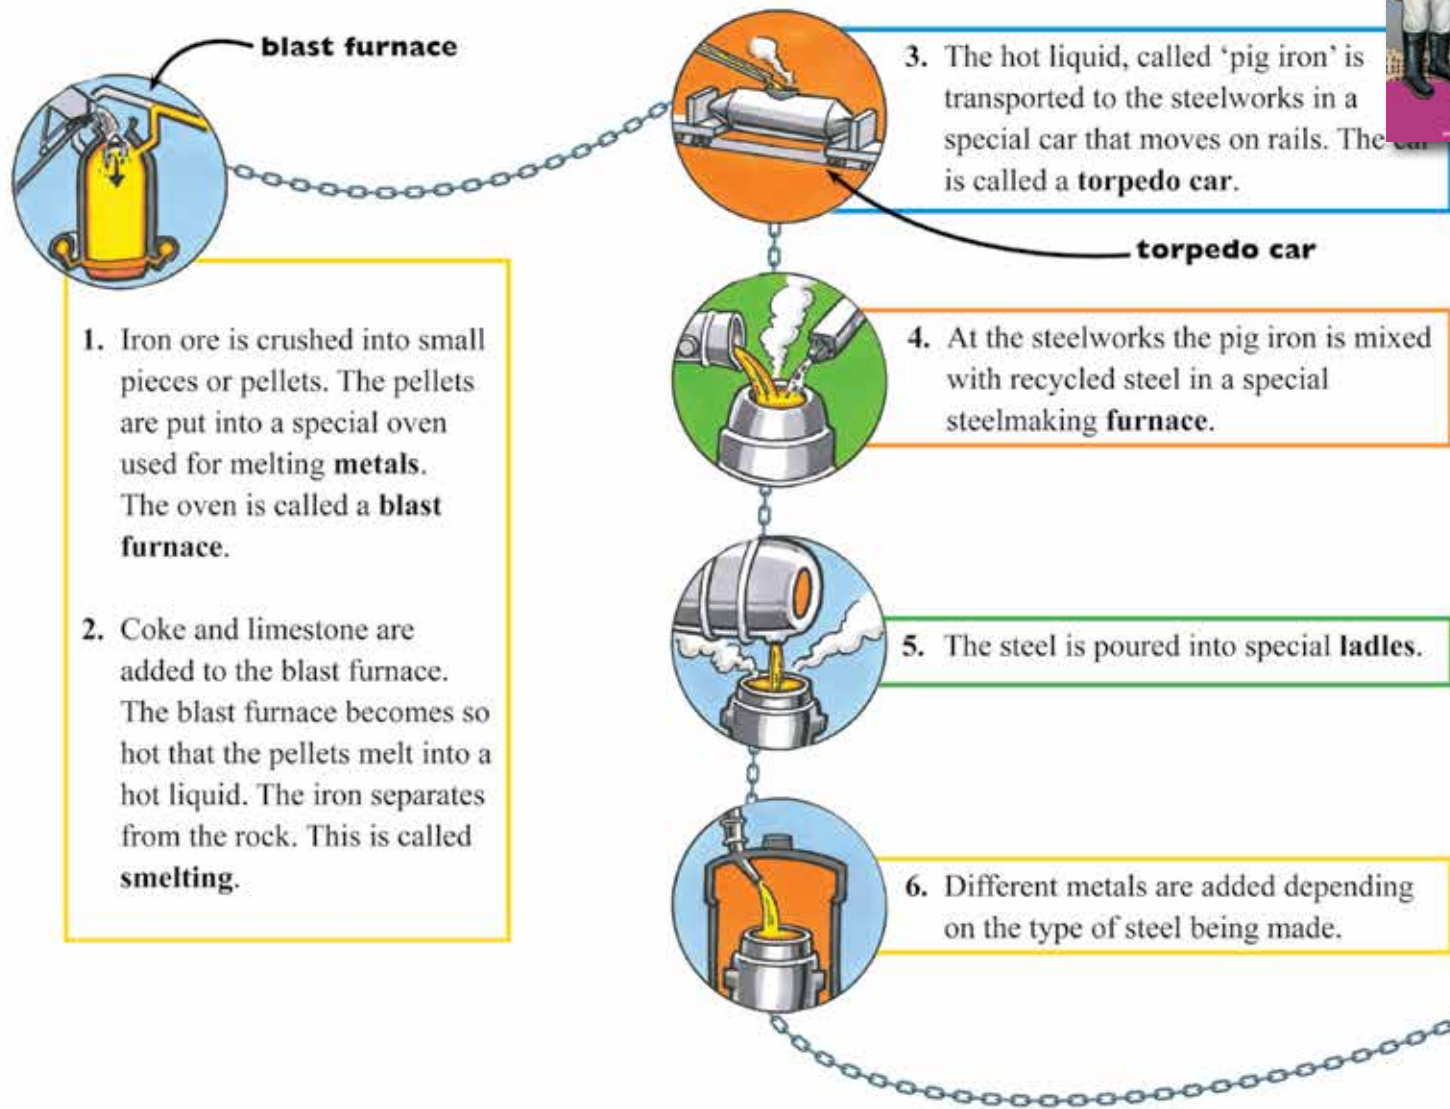 blast furnace
1. Iron ore is crushed into small
pieces or pellets. The pellets
are put into a special oven
used for melting metals.
The oven is called a blast
furnace.
2. Coke and limestone are
added to the blast furnace.
The blast furnace becomes so
hot that the pellets melt into a
hot liquid. The iron separates
from the rock. This is called
smelting.
3. The hot liquid, called ‘pig iron’ is
transported to the steelworks in a
special car that moves on rails. The car
is called a torpedo car.
torpedo car
4. At the steelworks the pig iron is mixed
with recycled steel in a special
steelmaking furnace.
5. The steel is poured into special ladles.
6. Different metals are added depending
on the type of steel being made.